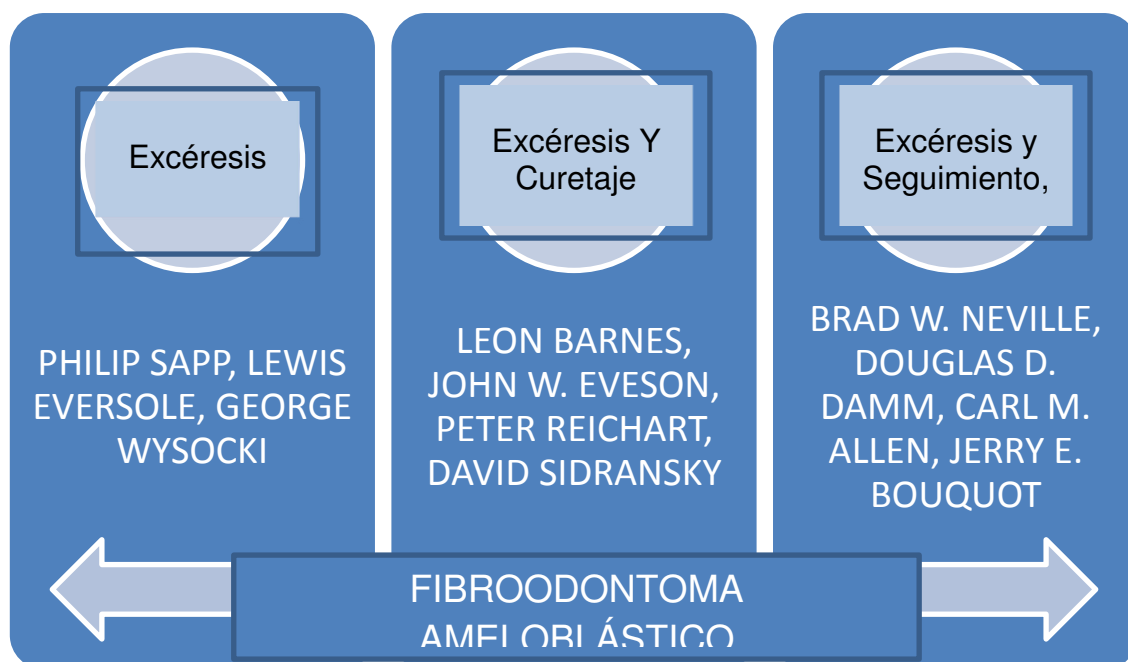 Excéresis
PHILIP SAPP, LEWIS
EVERSOLE, GEORGE
WYSOCKI
Excéresis Y
Curetaje
LEON BARNES,
JOHN W. EVESON,
PETER REICHART,
DAVID SIDRANSKY
Excéresis y
Seguimiento,
BRAD W. NEVILLE,
DOUGLAS D.
DAMM, CARL M.
ALLEN, JERRY E.
BOUQUOT
FIBROODONTOMA
AMELOBLÁSTICO